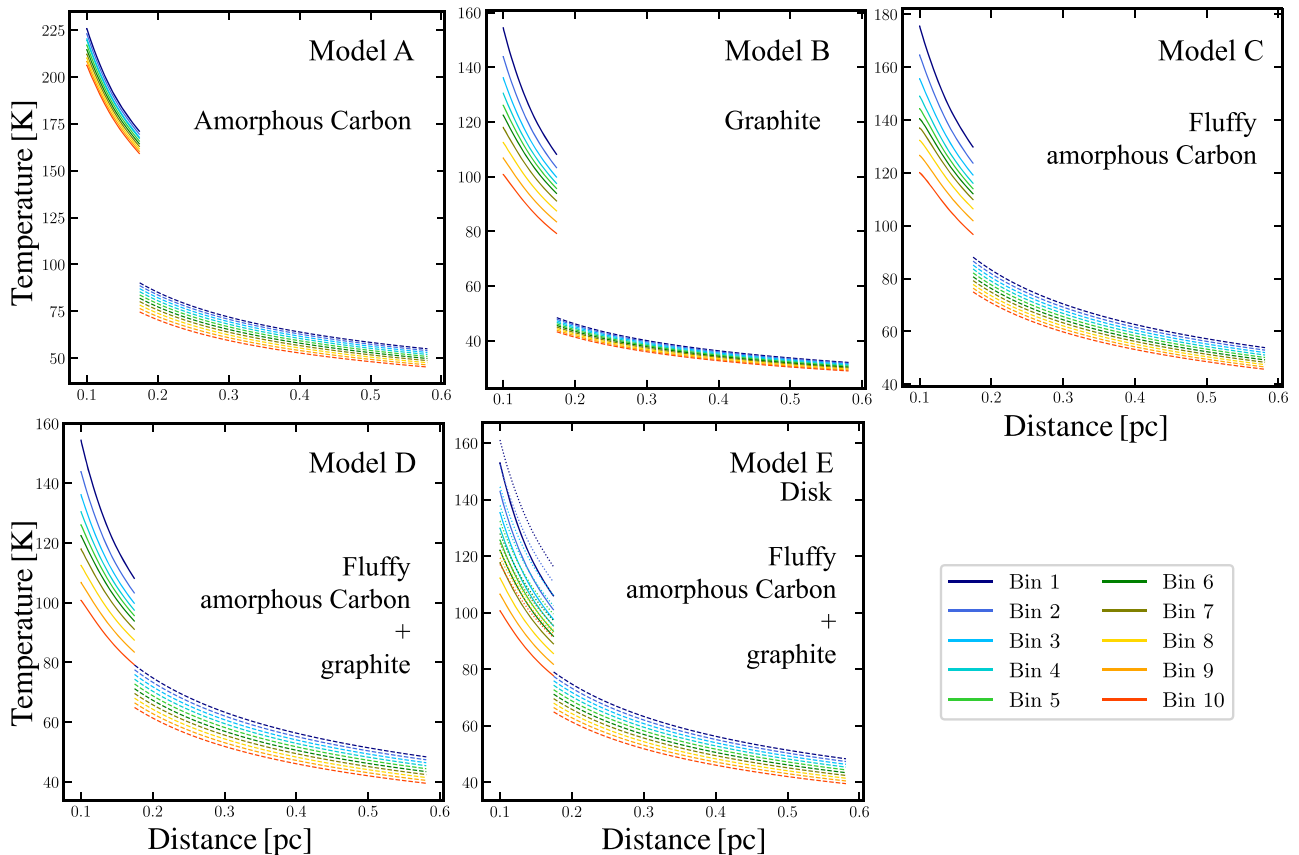 Temperature [K]
225
200
175
150
125
100
75
50
0.1 0.2 0.3 0.4 0.5 0.6
Model A
Amorphous Carbon
160
140
120
100
80
60
40
0.1 0.2 0.3 0.4 0.5 0.6
Model B
Graphite
180
160
140
120
100
80
60
40
0.1 0.2 0.3 0.4 0.5 0.6
Model C
Fluffy
amorphous Carbon
Distance [pc]
Temperature [K]
160
140
120
100
80
60
40
0.1 0.2 0.3 0.4 0.5 0.6
Model D
Fluffy
amorphous Carbon
+
graphite
Distance [pc]
160
140
120
100
80
60
40
0.1 0.2 0.3 0.4 0.5 0.6
Model E
Disk
Fluffy
amorphous Carbon
+
graphite
Distance [pc]
Bin 1 Bin 6
Bin 2 Bin 7
Bin 3 Bin 8
Bin 4 Bin 9
Bin 5 Bin 10